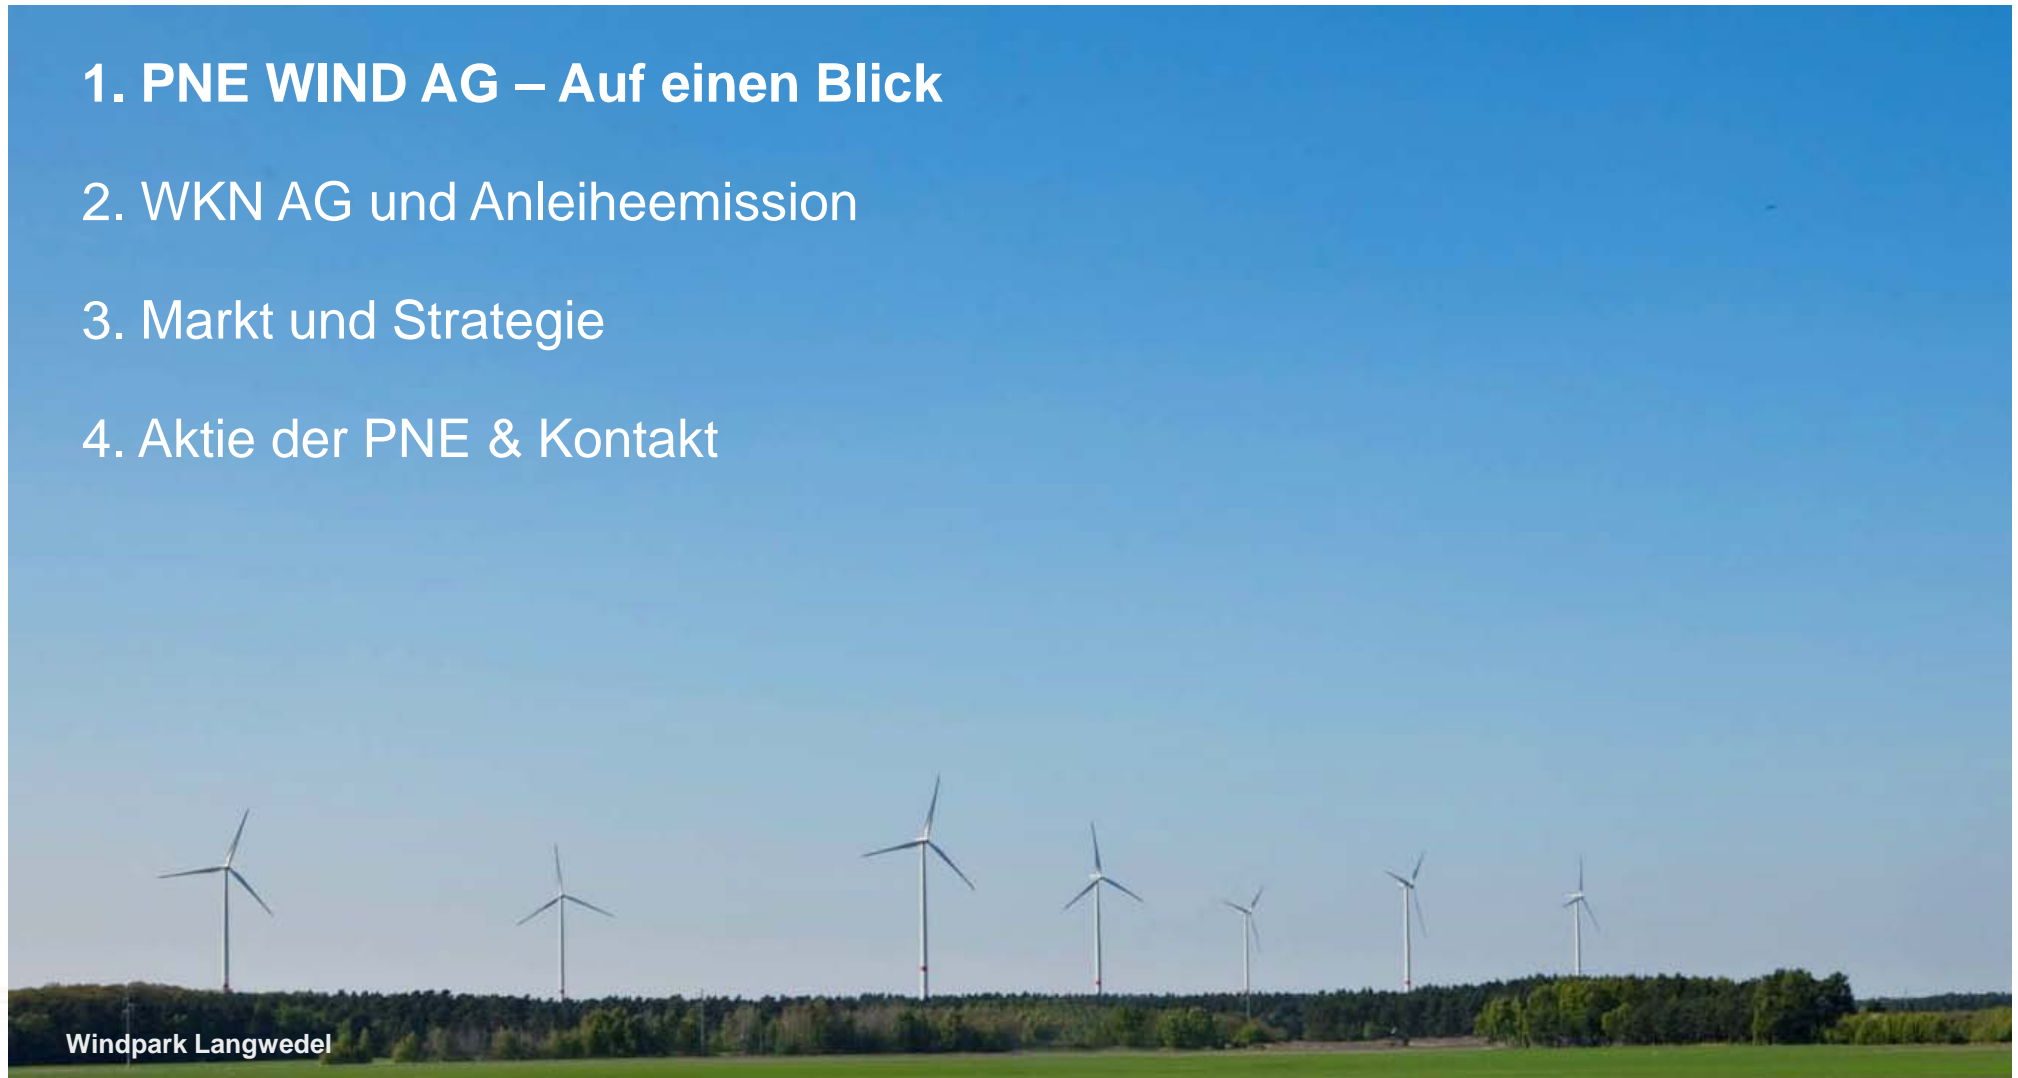 1. PNE WIND AG – Auf einen Blick
2. WKN AG und Anleiheemission
3. Markt und Strategie
4. Aktie der PNE & Kontakt
Windpark Langwedel